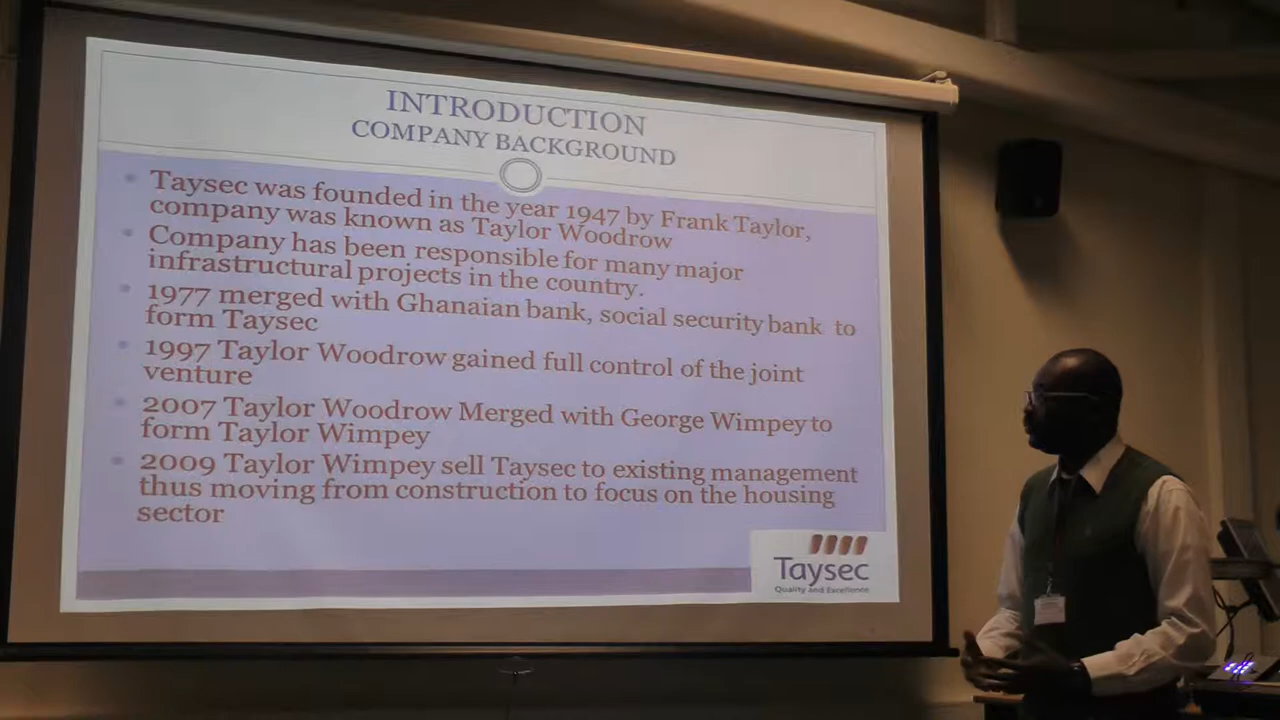 INTRODUCTION
COMPANY BACKGROUND
Taysec was founded in the year 1947 by Frank Taylor,
company was known as Taylor Woodrow
Company has been responsible for many major
infrastructural projects in the country.
1977 merged with Ghanaian bank, social security bank to
form Taysec
1997 Taylor Woodrow gained full control of the joint
venture
2007 Taylor Woodrow Merged with George Wimpey to
form Taylor Wimpey
2009 Taylor Wimpey sell Taysec to existing management
thus moving from construction to focus on the housing
sector
Taysec
Quality and Excellence